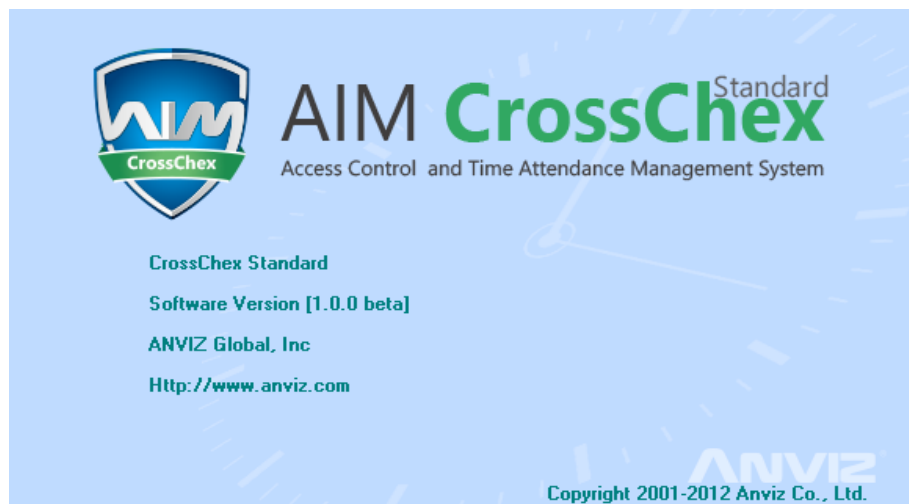 AIM
CrossChex
AIM CrossChex Standard
Access Control and Time Attendance Management System
CrossChex Standard
Software Version [1.0.0 beta]
ANVIZ Global, Inc
Http://www.anviz.com
ANVIZ
Copyright 2001-2012 Anviz Co., Ltd.